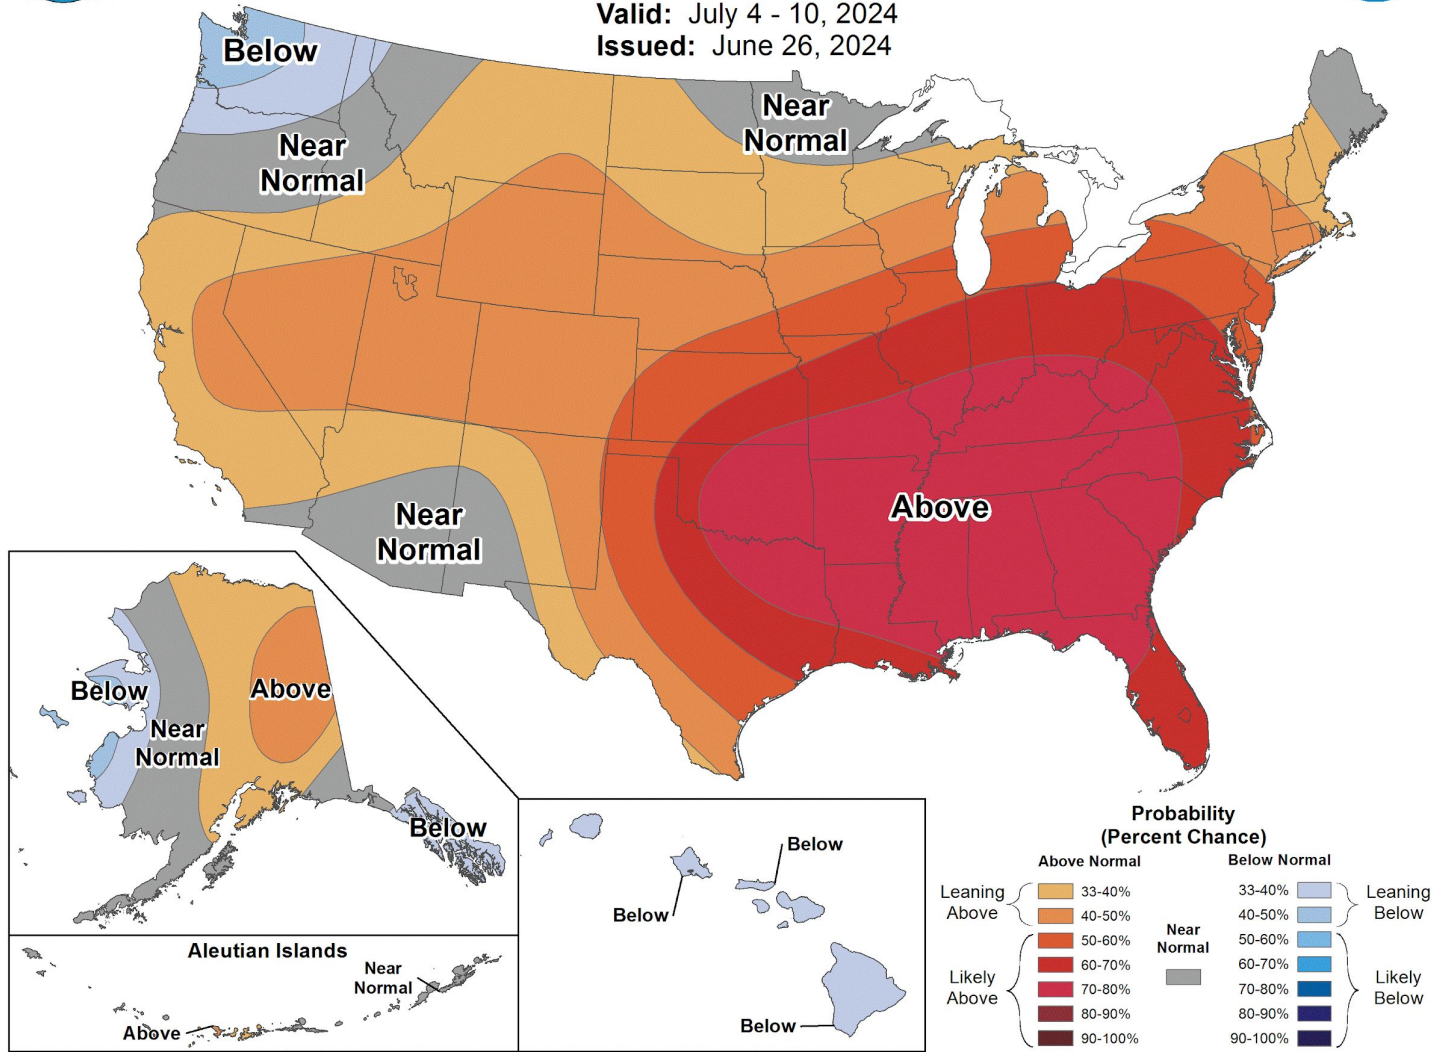 Valid: July 4 - 10, 2024
Issued: June 26, 2024
Below
Near
Normal
Near
Normal
Near
Normal
Above
Below
Near
Normal
Above
Below
Aleutian Islands
Near
Normal
Above
Below
Below
Below
Probability
(Percent Chance)
Above Normal
Below Normal
Leaning
Above
33-40%
40-50%
Likely
Above
50-60%
60-70%
70-80%
80-90%
90-100%
Near
Normal
33-40%
40-50%
Leaning
Below
50-60%
60-70%
70-80%
80-90%
90-100%
Likely
Below